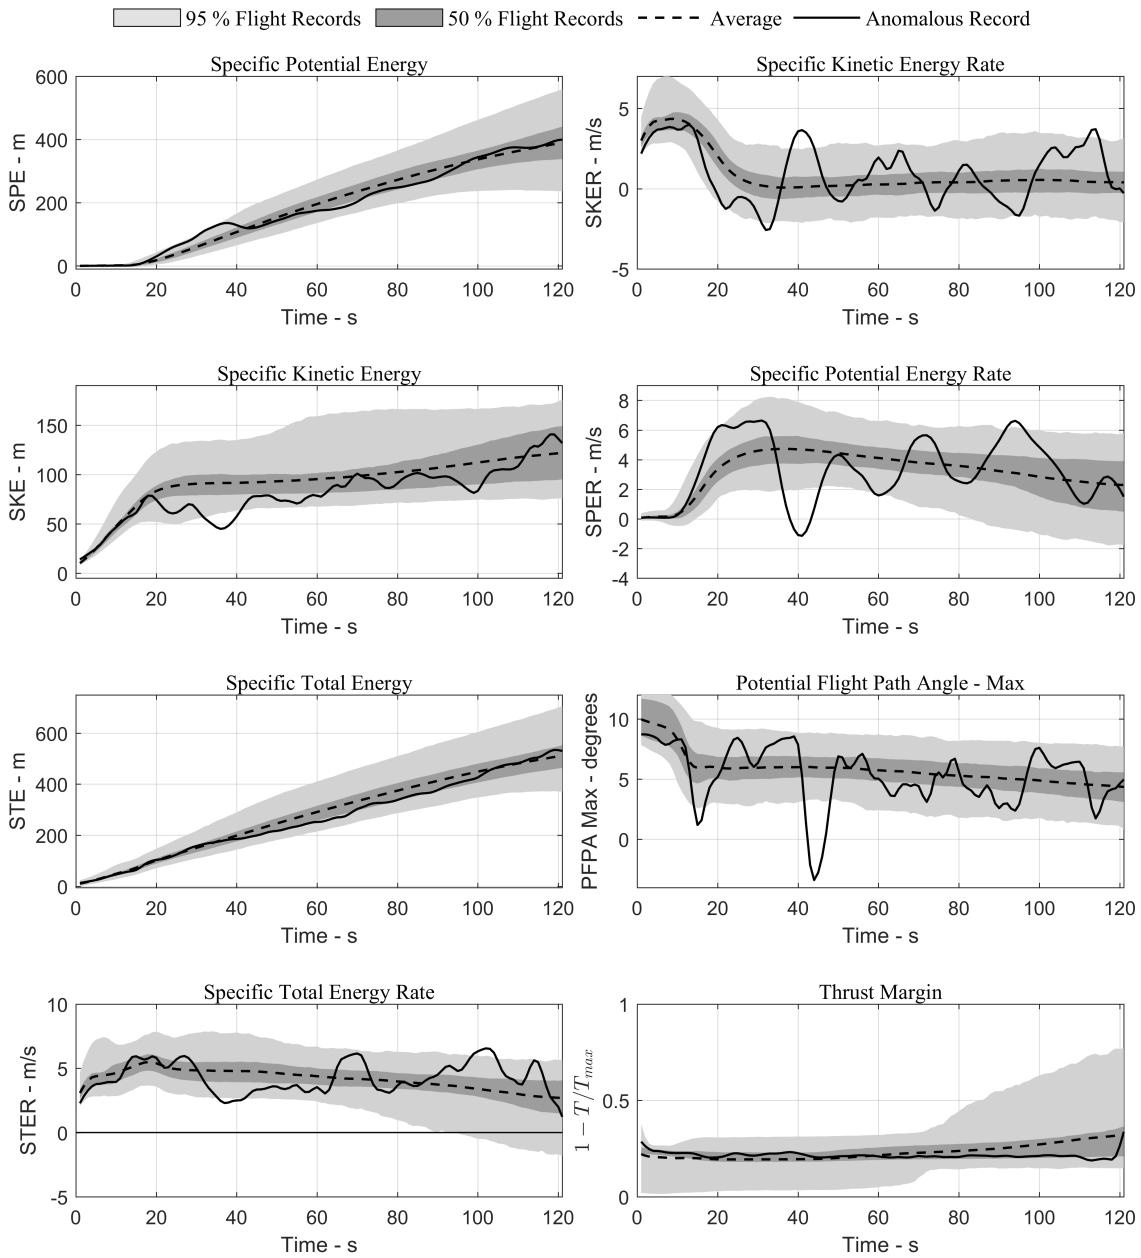 95 % Flight Records 50 % Flight Records Average Anomalous Record
Specific Potential Energy
SPE - m
600
400
200
0
0 20 40 60 80 100 120
Time - s
Specific Kinetic Energy Rate
SKER - m/s
5
0
-5
0 20 40 60 80 100 120
Time - s
Specific Kinetic Energy
SKE - m
150
100
50
0
0 20 40 60 80 100 120
Time - s
Specific Potential Energy Rate
SPER - m/s
8
6
4
2
0
-2
-4
0 20 40 60 80 100 120
Time - s
Specific Total Energy
STE - m
600
400
200
0
0 20 40 60 80 100 120
Time - s
Potential Flight Path Angle - Max
PFPA Max - degrees
10
5
0
0 20 40 60 80 100 120
Time - s
Specific Total Energy Rate
STER - m/s
10
5
0
-5
0 20 40 60 80 100 120
Time - s
Thrust Margin
1 − T/Tmax
1
0.5
0
0 20 40 60 80 100 120
Time - s